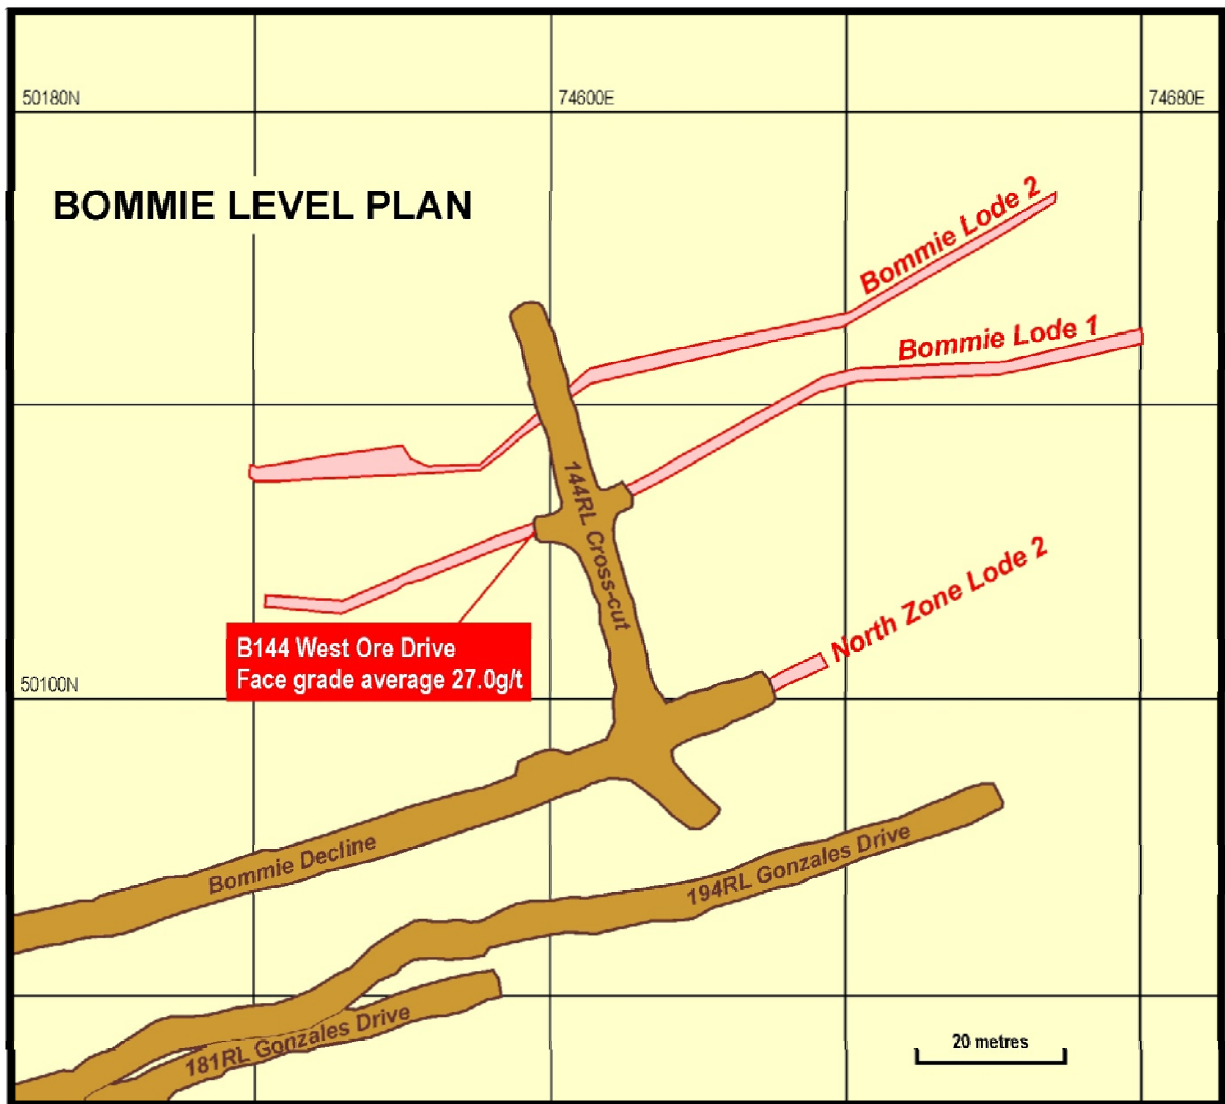 50180N
74600E
74680E
BOMMIE LEVEL PLAN
Bommie Lode 2
Bommie Lode 1
144RL Cross-cut
North Zone Lode 2
B144 West Ore Drive
Face grade average 27.0g/t
50100N
Bommie Decline
194RL Gonzales Drive
181RL Gonzales Drive
20 metres